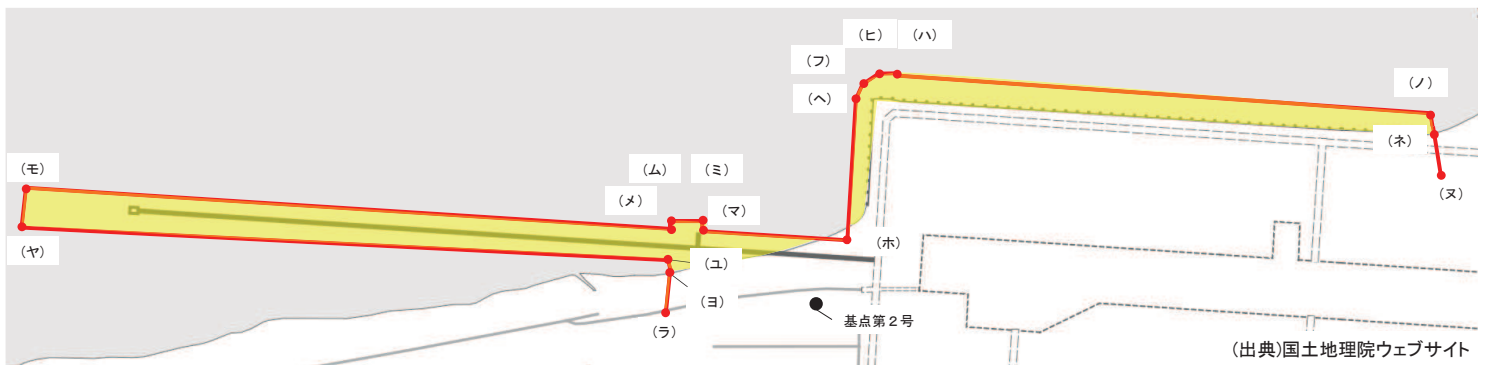 （ヒ）
（ハ）
（フ）
（ヘ）
（ノ）
（ネ）
（ヌ）
（モ）
（ム）
（ミ）
（メ）
（マ）
（ホ）
（ヤ）
（ユ）
（ヨ）
（ラ）
基点第２号
(出典)国土地理院ウェブサイト